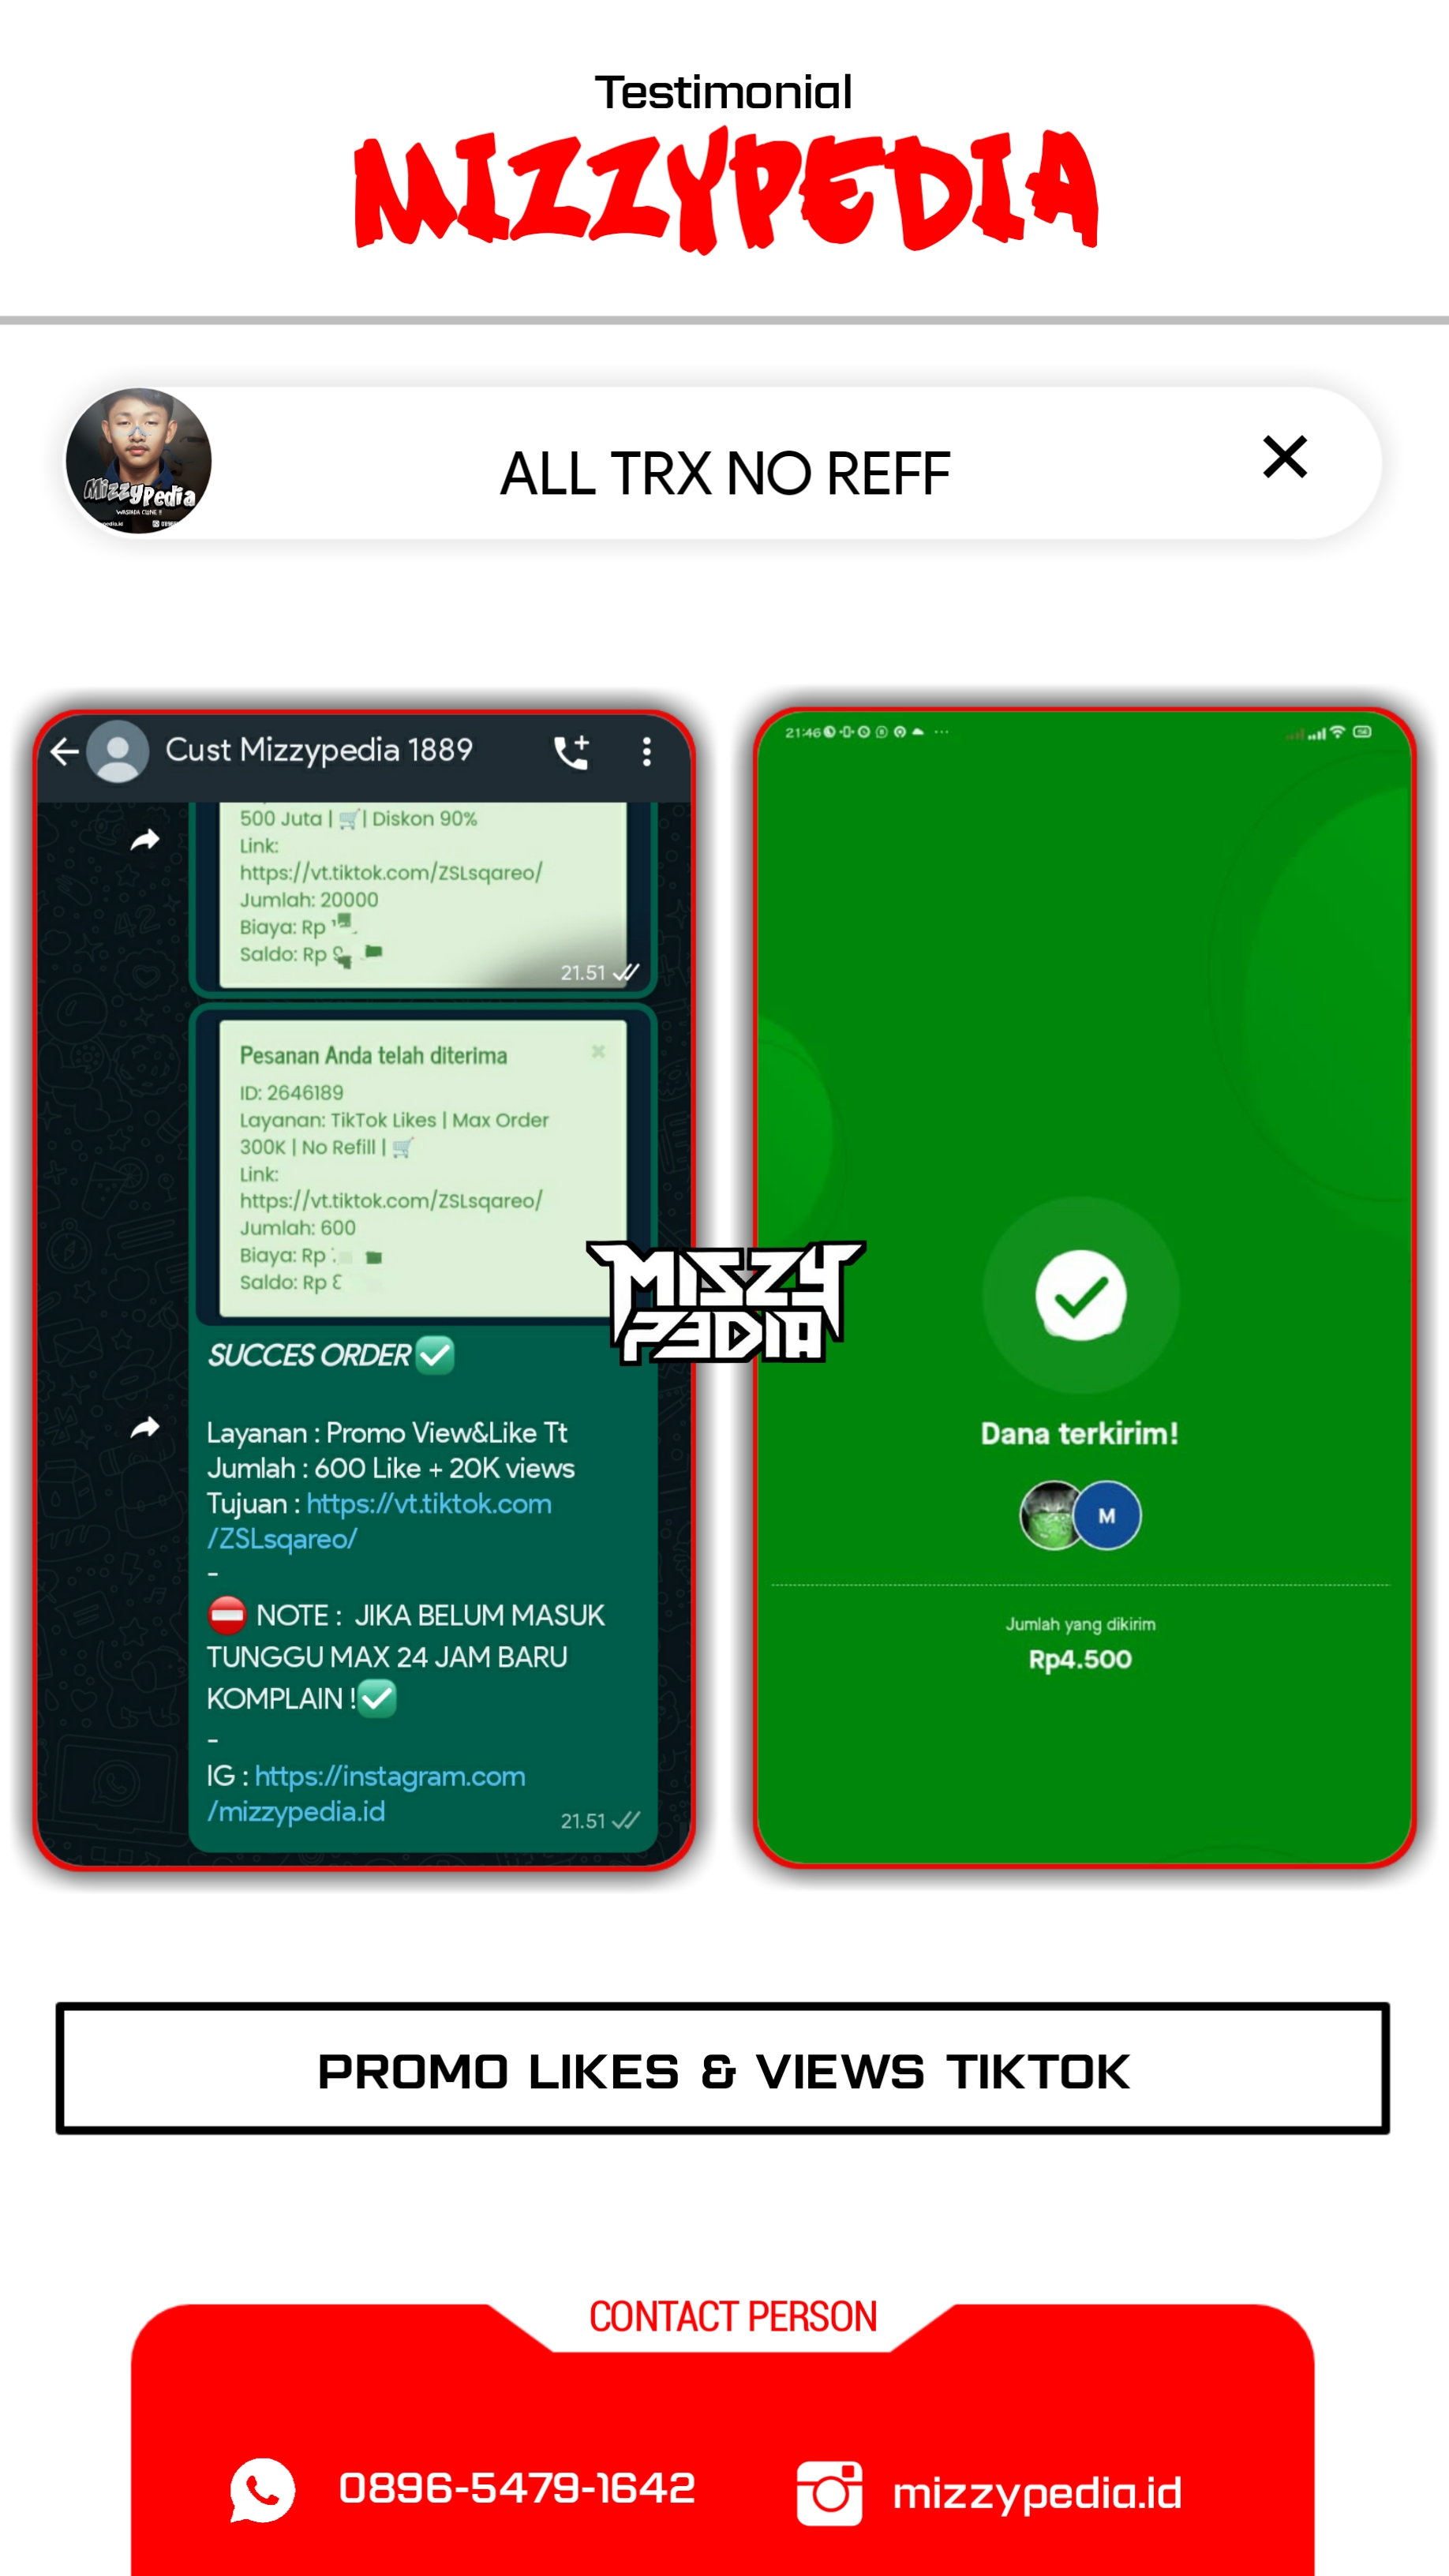 Testimonial
MIZZYPEDIA
MizzyPedia
ALL TRX NO REFF
Cust Mizzypedia 1889
500 Juta | 🛒 | Diskon 90%
Link:
https://vt.tiktok.com/ZSLsqareo/
Jumlah: 20000
Biaya: Rp
Saldo: Rp
21.51
Pesanan Anda telah diterima
ID: 2646189
Layanan: TikTok Likes | Max Order
300K | No Refill | 🛒
Link:
https://vt.tiktok.com/ZSLsqareo/
Jumlah: 600
Biaya: Rp
Saldo: Rp
SUCCES ORDER✅
Layanan : Promo View&Like Tt
Jumlah : 600 Like + 20K views
Tujuan : https://vt.tiktok.com
/ZSLsqareo/
-
⛔ NOTE : JIKA BELUM MASUK
TUNGGU MAX 24 JAM BARU
KOMPLAIN !✅
-
IG : https://instagram.com
/mizzypedia.id
21.51
MIZZY
PEDIA
21:46
Dana terkirim!
M
Jumlah yang dikirim
Rp4.500
PROMO LIKES & VIEWS TIKTOK
CONTACT PERSON
0896-5479-1642
mizzypedia.id